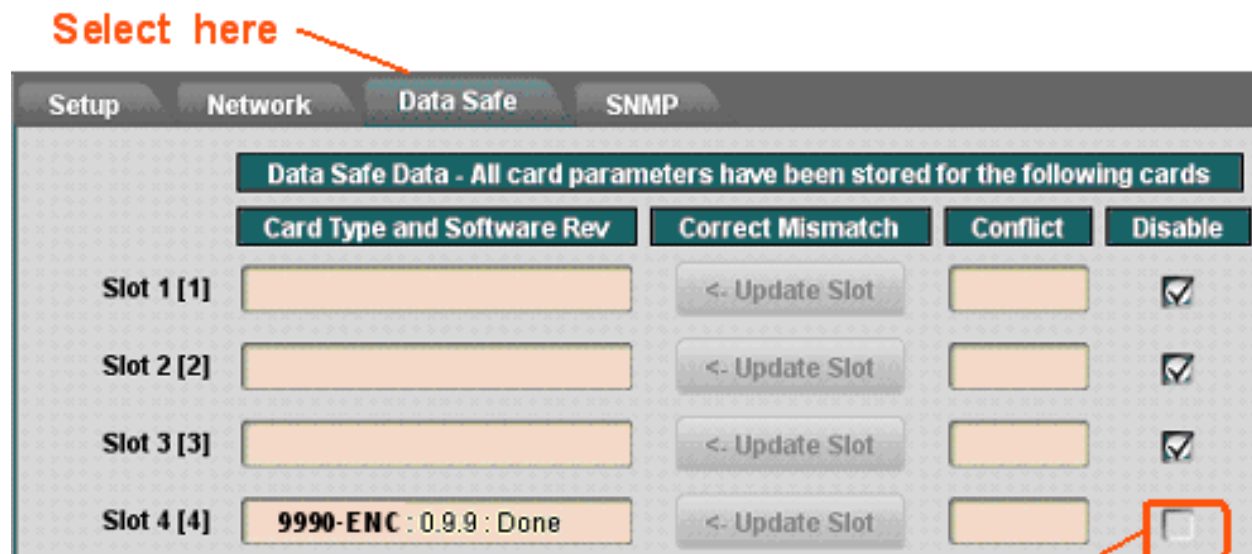 Select here
Setup Network Data Safe SNMP
Data Safe Data - All card parameters have been stored for the following cards
Card Type and Software Rev Correct Mismatch Conflict Disable
Slot 1 [1] <- Update Slot
Slot 2 [2] <- Update Slot
Slot 3 [3] <- Update Slot
Slot 4 [4] 9990-ENC : 0.9.9 : Done <- Update Slot